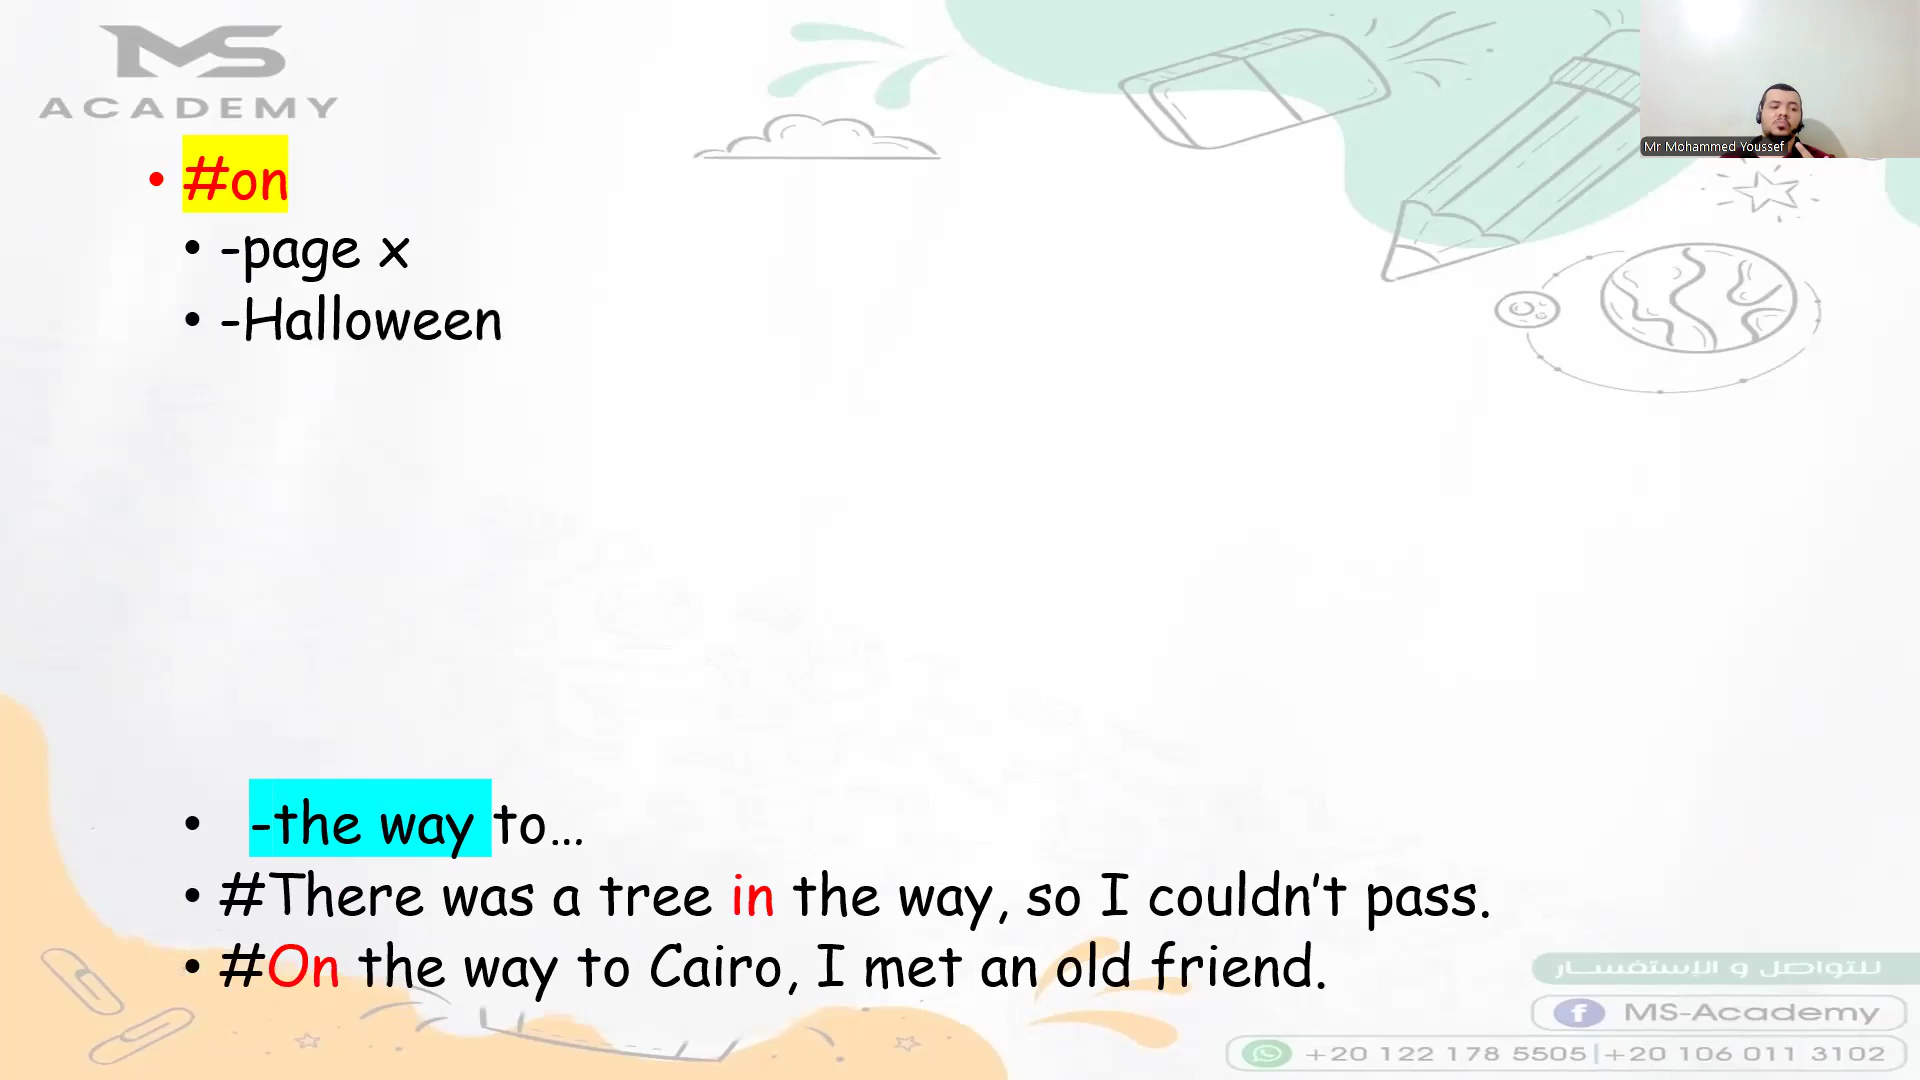 MS
ACADEMY
Mr Mohammed Youssef
• #on
• -page x
• -Halloween
• -the way to...
• #There was a tree in the way, so I couldn't pass.
• #On the way to Cairo, I met an old friend.
للتواصل و الإستفسار
MS-Academy
+20 122 178 5505 | +20 106 011 3102